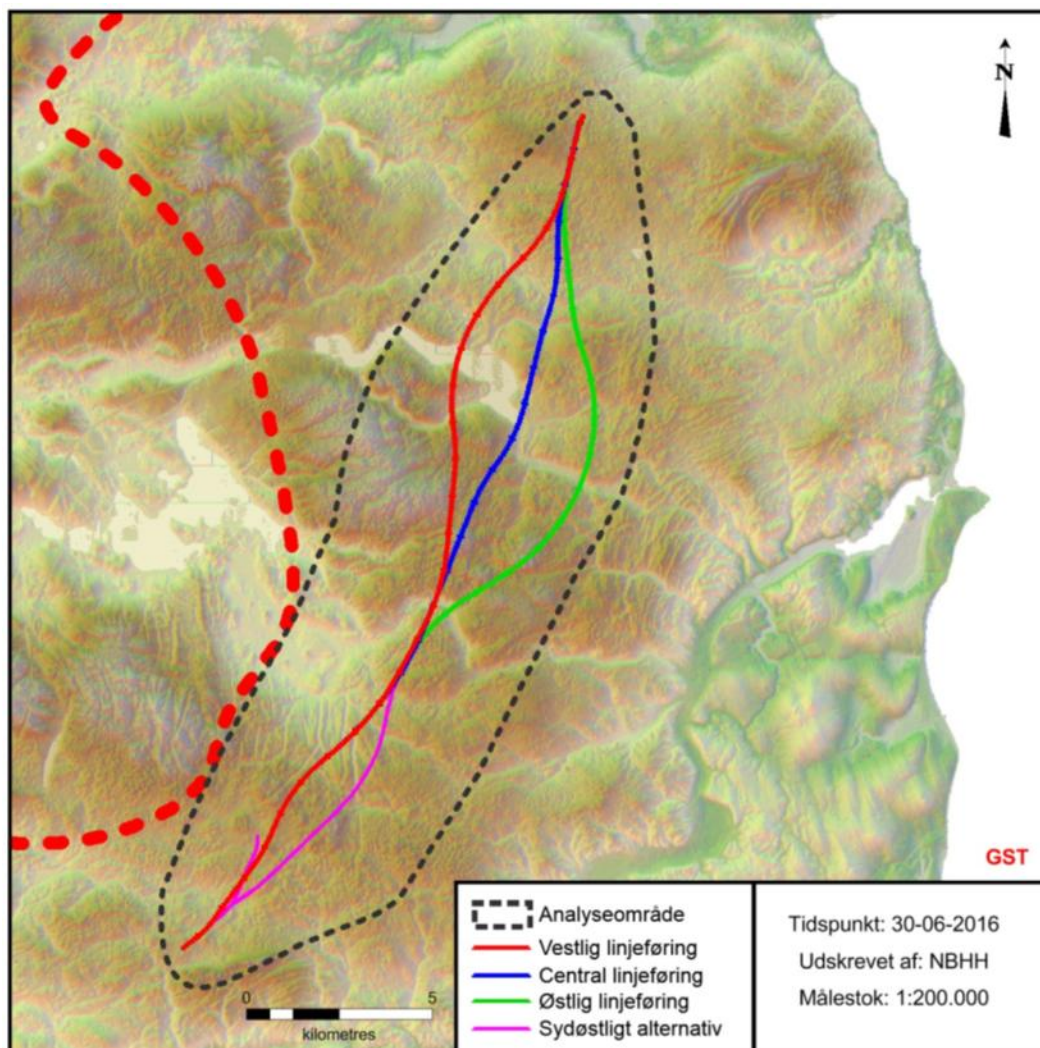 N
GST
Analyseområde
Vestlig linjeføring
Central linjeføring
Østlig linjeføring
Sydøstligt alternativ
0 5
kilometres
Tidspunkt: 30-06-2016
Udskrevet af: NBHH
Målestok: 1:200.000